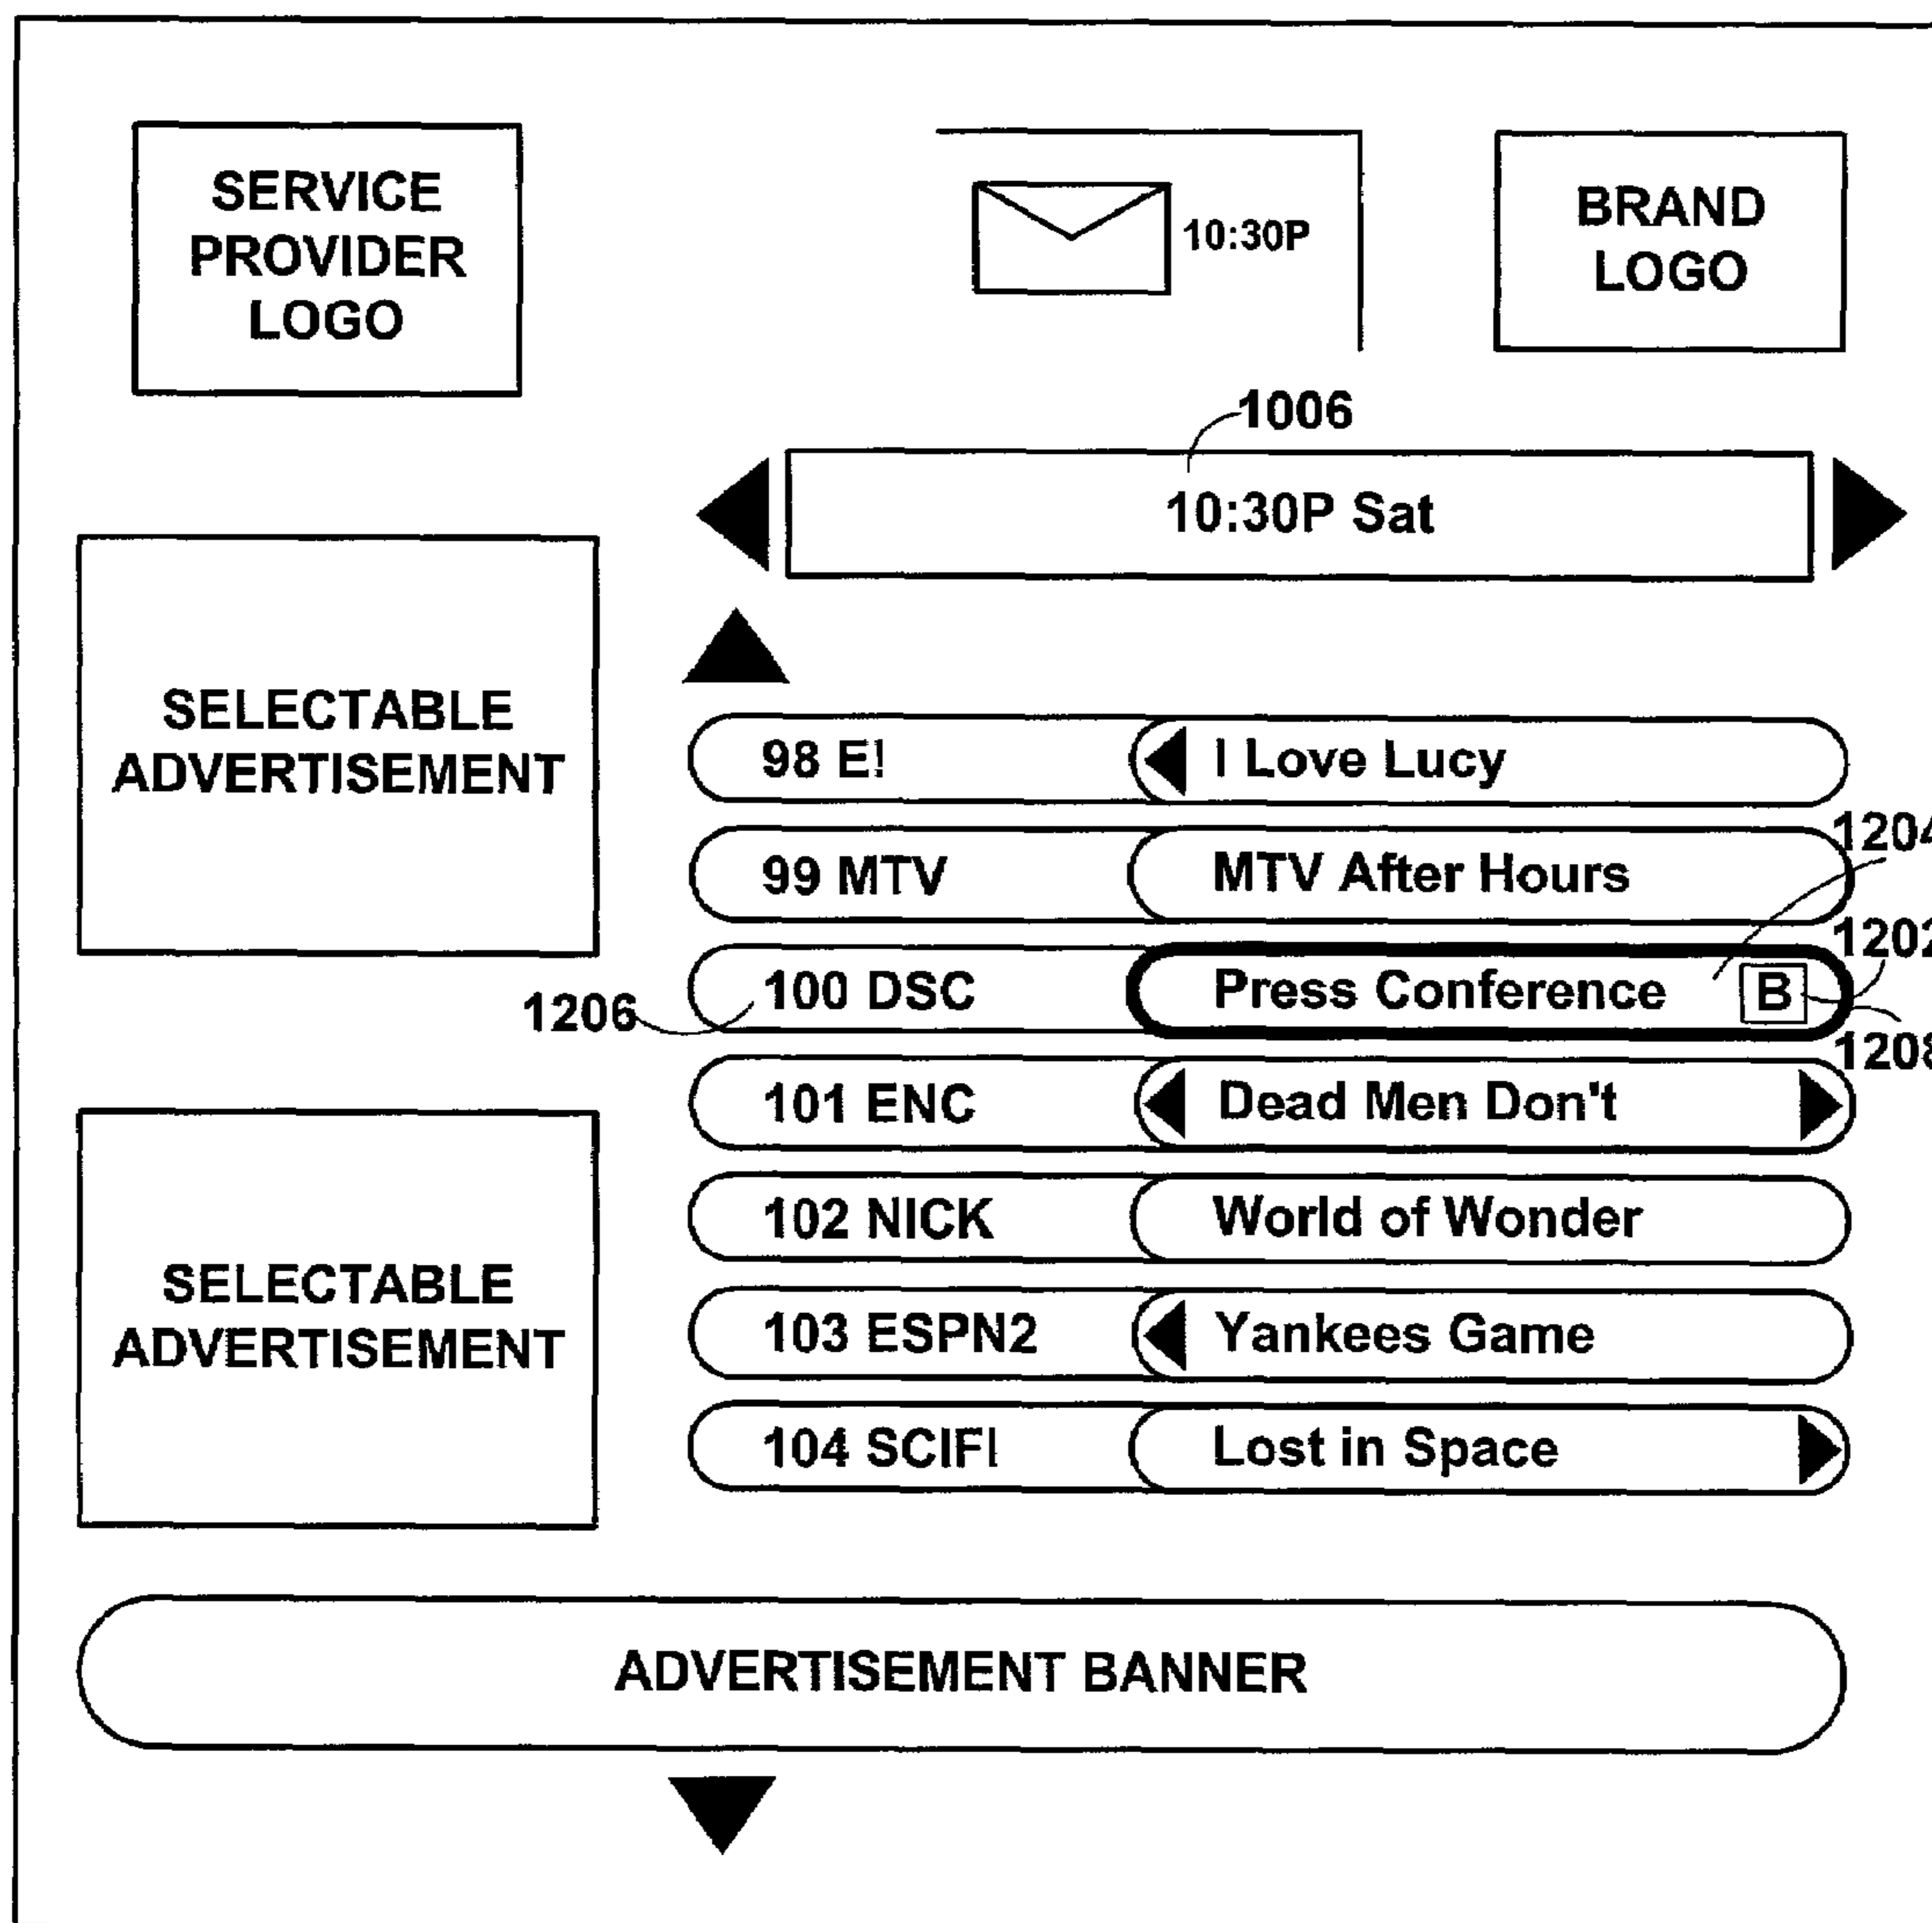 SERVICE
PROVIDER
LOGO
10:30P
BRAND
LOGO
1006
10:30P Sat
SELECTABLE
ADVERTISEMENT
98 E! I Love Lucy
1204
99 MTV MTV After Hours
1202
100 DSC Press Conference B
1206
1208
101 ENC Dead Men Don't
SELECTABLE
ADVERTISEMENT
102 NICK World of Wonder
103 ESPN2 Yankees Game
104 SCIFI Lost in Space
ADVERTISEMENT BANNER